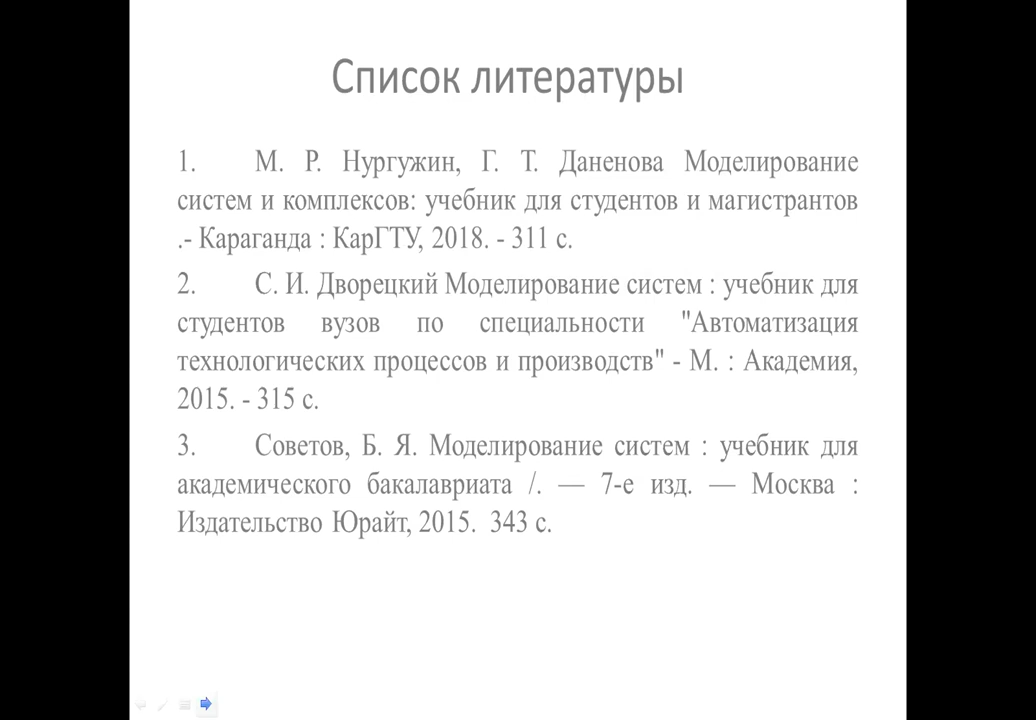 Список литературы
1. М. Р. Нургужин, Г. Т. Даненова Моделирование
систем и комплексов: учебник для студентов и магистрантов
.- Караганда : КарГТУ, 2018. - 311 с.
2. С. И. Дворецкий Моделирование систем : учебник для
студентов вузов по специальности "Автоматизация
технологических процессов и производств" - М. : Академия,
2015. - 315 с.
3. Советов, Б. Я. Моделирование систем : учебник для
академического бакалавриата /. — 7-е изд. — Москва :
Издательство Юрайт, 2015. 343 с.